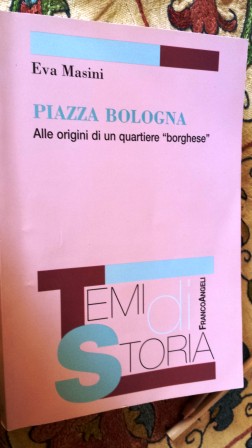 Eva Masini
PIAZZA BOLOGNA
Alle origini di un quartiere “borghese”
TEMI di
STORIA
FRANCOANGELI